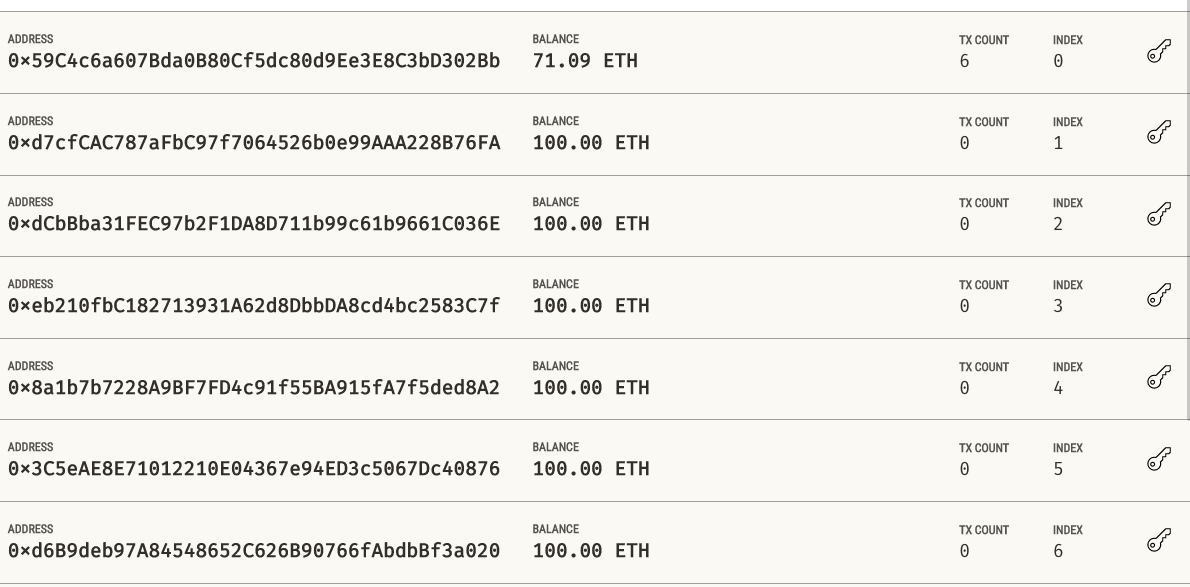 ADDRESS BALANCE TX COUNT INDEX
0×59C4c6a607Bda0B80Cf5dc80d9Ee3E8C3bD302Bb 71.09 ETH 6 0
ADDRESS BALANCE TX COUNT INDEX
0×d7cfCAC787aFbC97f7064526b0e99AAA228B76FA 100.00 ETH 0 1
ADDRESS BALANCE TX COUNT INDEX
0×dCbBba31FEC97b2F1DA8D711b99c61b9661C036E 100.00 ETH 0 2
ADDRESS BALANCE TX COUNT INDEX
0×eb210fbC182713931A62d8DbbDA8cd4bc2583C7f 100.00 ETH 0 3
ADDRESS BALANCE TX COUNT INDEX
0×8a1b7b7228A9BF7FD4c91f55BA915fA7f5ded8A2 100.00 ETH 0 4
ADDRESS BALANCE TX COUNT INDEX
0×3C5eAE8E71012210E04367e94ED3c5067Dc40876 100.00 ETH 0 5
ADDRESS BALANCE TX COUNT INDEX
0×d6B9deb97A84548652C626B90766fAbdbBf3a020 100.00 ETH 0 6